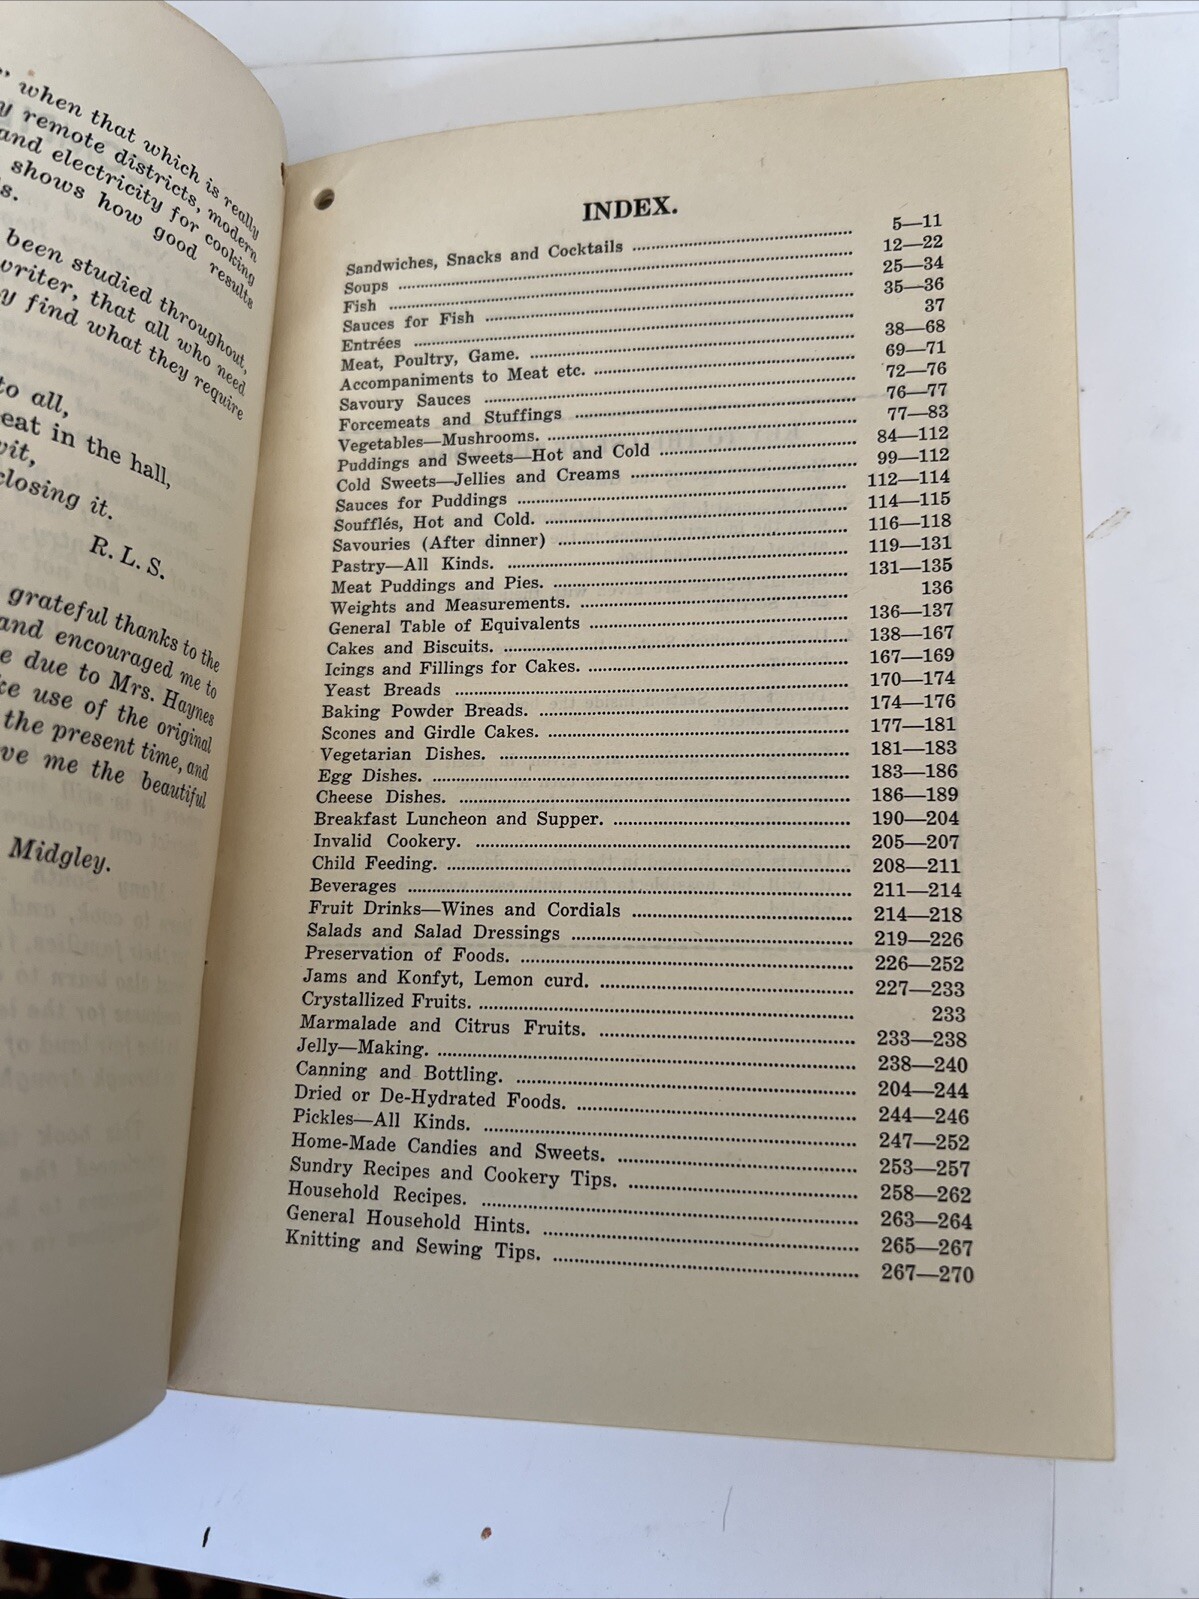 when that which is really
remote districts, modern
and electricity for cooking
shows how good results
been studied throughout,
writer, that all who need
find what they require
to all,
in the hall,
closing it.
R. L. S.
grateful thanks to the
and encouraged me to
due to Mrs. Haynes
use of the original
the present time, and
me the beautiful
Midgley.
INDEX.
Sandwiches, Snacks and Cocktails ........ 5—11
Soups ........ 12—22
Fish ........ 25—34
Sauces for Fish ........ 35—36
Entrées ........ 37
Meat, Poultry, Game. ........ 38—68
Accompaniments to Meat etc. ........ 69—71
Savoury Sauces ........ 72—76
Forcemeats and Stuffings ........ 76—77
Vegetables—Mushrooms. ........ 77—83
Puddings and Sweets—Hot and Cold ........ 84—112
Cold Sweets—Jellies and Creams ........ 99—112
Sauces for Puddings ........ 112—114
Soufflés, Hot and Cold. ........ 114—115
Savouries (After dinner) ........ 116—118
Pastry—All Kinds. ........ 119—131
Meat Puddings and Pies. ........ 131—135
Weights and Measurements. ........ 136
General Table of Equivalents ........ 136—137
Cakes and Biscuits. ........ 138—167
Icings and Fillings for Cakes. ........ 167—169
Yeast Breads ........ 170—174
Baking Powder Breads. ........ 174—176
Scones and Girdle Cakes. ........ 177—181
Vegetarian Dishes. ........ 181—183
Egg Dishes. ........ 183—186
Cheese Dishes. ........ 186—189
Breakfast Luncheon and Supper. ........ 190—204
Invalid Cookery. ........ 205—207
Child Feeding. ........ 208—211
Beverages ........ 211—214
Fruit Drinks—Wines and Cordials ........ 214—218
Salads and Salad Dressings ........ 219—226
Preservation of Foods. ........ 226—252
Jams and Konfyt, Lemon curd. ........ 227—233
Crystallized Fruits. ........ 233
Marmalade and Citrus Fruits. ........ 233—238
Jelly—Making. ........ 238—240
Canning and Bottling. ........ 204—244
Dried or De-Hydrated Foods. ........ 244—246
Pickles—All Kinds. ........ 247—252
Home-Made Candies and Sweets. ........ 253—257
Sundry Recipes and Cookery Tips. ........ 258—262
Household Recipes. ........ 263—264
General Household Hints. ........ 265—267
Knitting and Sewing Tips. ........ 267—270